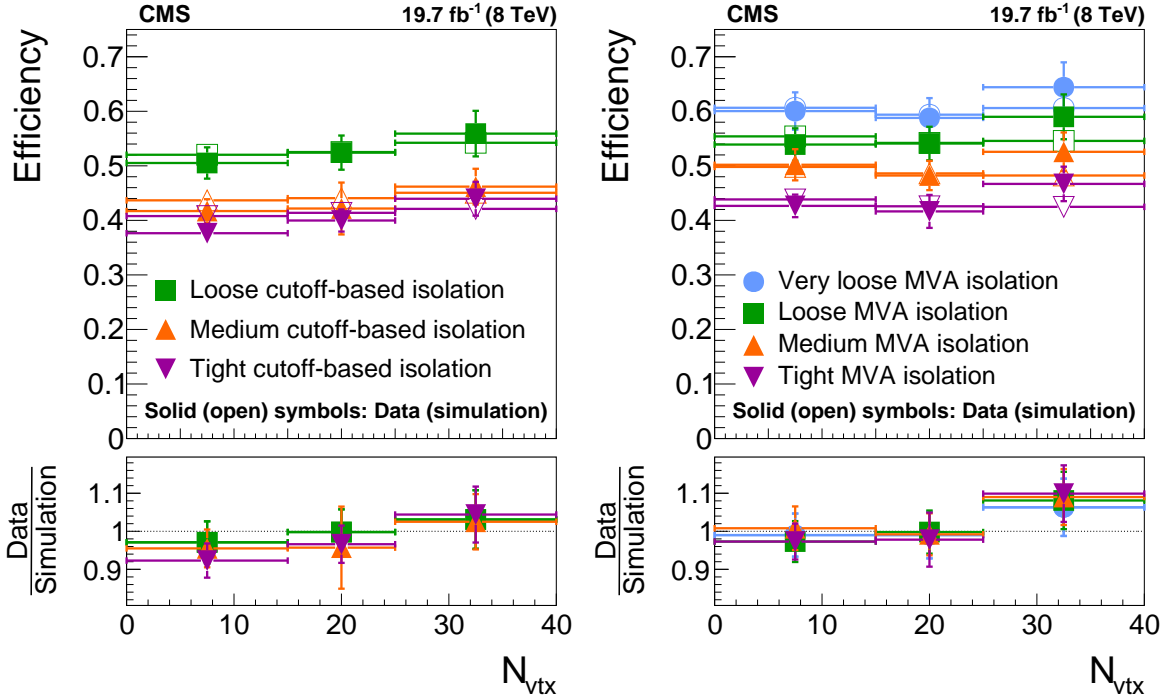 CMS 19.7 fb⁻¹ (8 TeV)
Efficiency
0.7
0.6
0.5
0.4
0.3
0.2
0.1
0
Loose cutoff-based isolation
Medium cutoff-based isolation
Tight cutoff-based isolation
Solid (open) symbols: Data (simulation)
Data
Simulation
1.1
1
0.9
0 10 20 30 40
N_vtx
CMS 19.7 fb⁻¹ (8 TeV)
Efficiency
0.7
0.6
0.5
0.4
0.3
0.2
0.1
0
Very loose MVA isolation
Loose MVA isolation
Medium MVA isolation
Tight MVA isolation
Solid (open) symbols: Data (simulation)
Data
Simulation
1.1
1
0.9
0 10 20 30 40
N_vtx